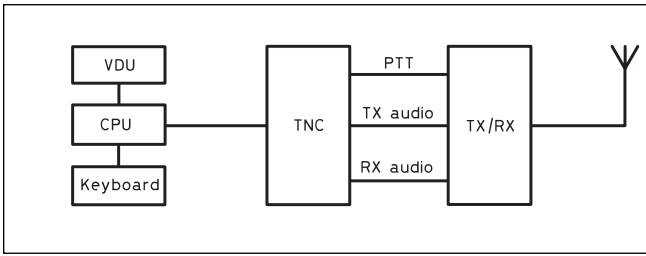 VDU
CPU
Keyboard
TNC
PTT
TX audio
RX audio
TX/RX